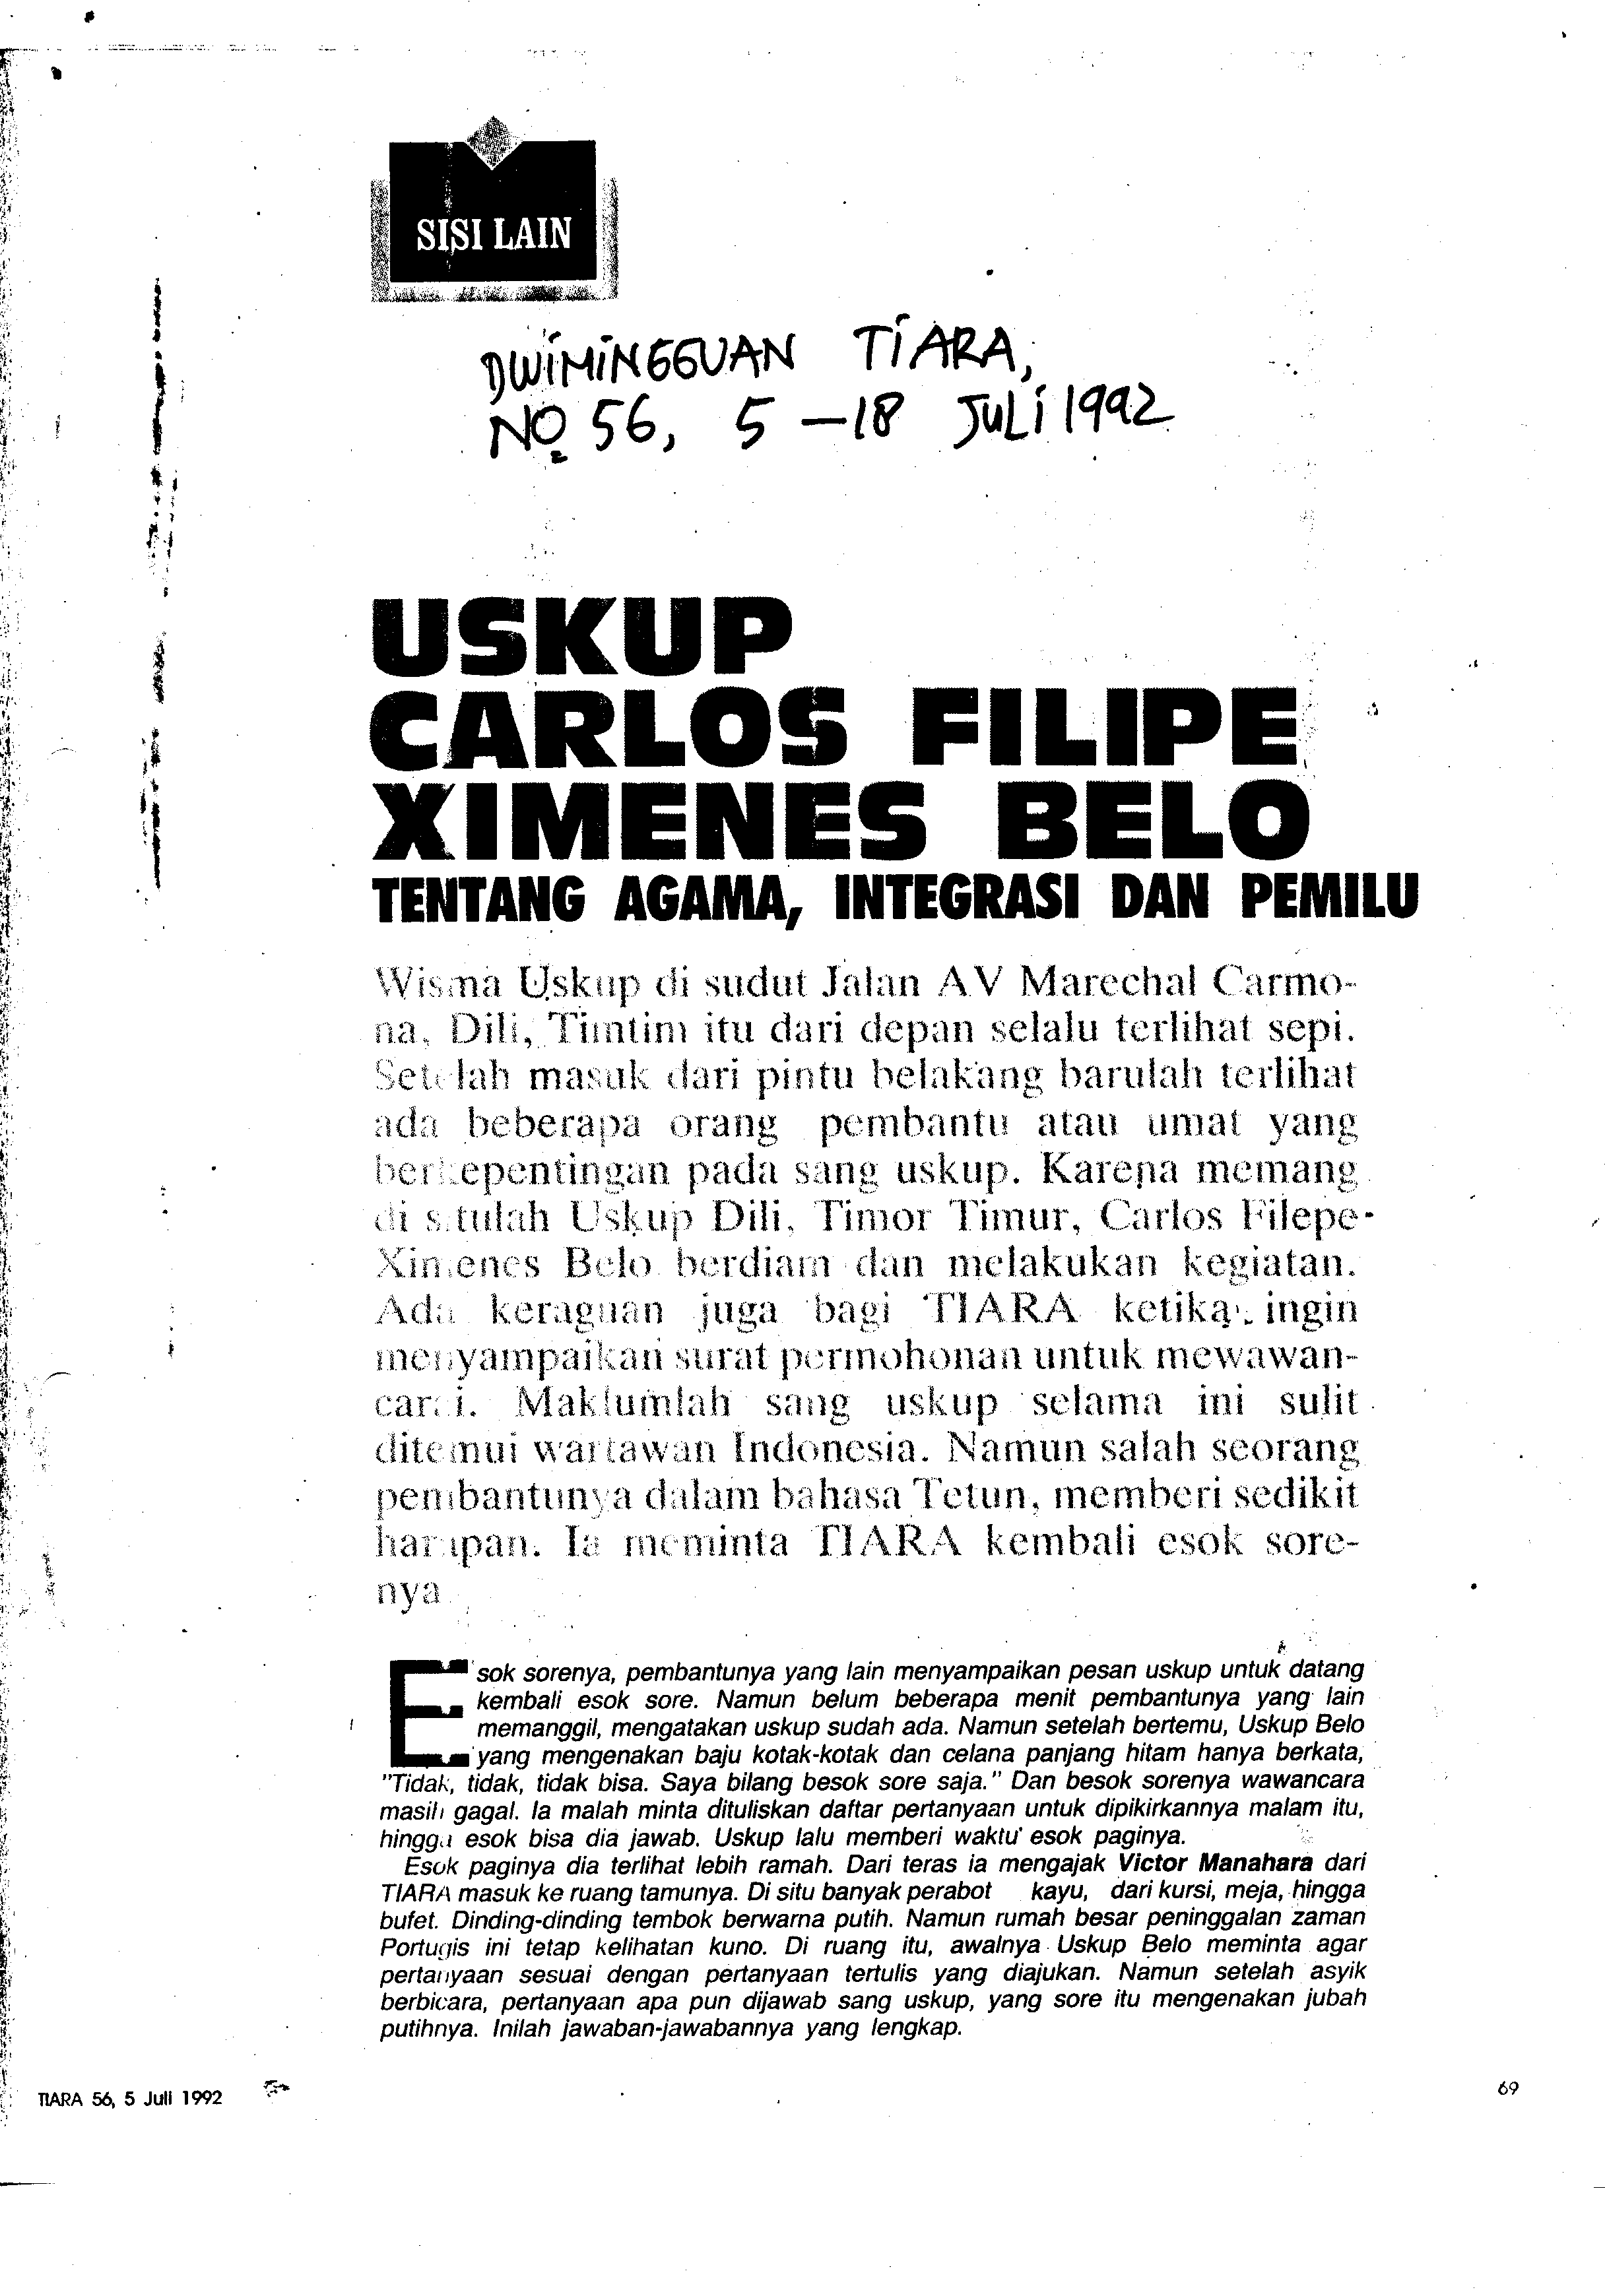 SISI LAIN
DWIMINGGUAN TIARA,
No 56, 5 – 18 JULI 1992
USKUP
CARLOS FILIPE
XIMENES BELO
TENTANG AGAMA, INTEGRASI DAN PEMILU
Wisma Uskup di sudut Jalan AV Marechal Carmo-
na, Dili, Timtim itu dari depan selalu terlihat sepi.
Setelah masuk dari pintu belakang barulah terlihat
ada beberapa orang pembantu atau umat yang
berkepentingan pada sang uskup. Karena memang
di situlah Uskup Dili, Timor Timur, Carlos Filepe
Ximenes Belo berdiam dan melakukan kegiatan.
Ada keraguan juga bagi TIARA ketika ingin
menyampaikan surat permohonan untuk mewawan-
carai. Maklumlah sang uskup selama ini sulit
ditemui wartawan Indonesia. Namun salah seorang
pembantunya dalam bahasa Tetun, memberi sedikit
harapan. Ia meminta TIARA kembali esok sore-
nya
Esok sorenya, pembantunya yang lain menyampaikan pesan uskup untuk datang
kembali esok sore. Namun belum beberapa menit pembantunya yang lain
memanggil, mengatakan uskup sudah ada. Namun setelah bertemu, Uskup Belo
yang mengenakan baju kotak-kotak dan celana panjang hitam hanya berkata,
"Tidak, tidak, tidak bisa. Saya bilang besok sore saja." Dan besok sorenya wawancara
masih gagal. Ia malah minta dituliskan daftar pertanyaan untuk dipikirkannya malam itu,
hingga esok bisa dia jawab. Uskup lalu memberi waktu esok paginya.
Esok paginya dia terlihat lebih ramah. Dari teras ia mengajak Victor Manahara dari
TIARA masuk ke ruang tamunya. Di situ banyak perabot kayu, dari kursi, meja, hingga
bufet. Dinding-dinding tembok berwarna putih. Namun rumah besar peninggalan zaman
Portugis ini tetap kelihatan kuno. Di ruang itu, awalnya Uskup Belo meminta agar
pertanyaan sesuai dengan pertanyaan tertulis yang diajukan. Namun setelah asyik
berbicara, pertanyaan apa pun dijawab sang uskup, yang sore itu mengenakan jubah
putihnya. Inilah jawaban-jawabannya yang lengkap.
TIARA 56, 5 Juli 1992
69